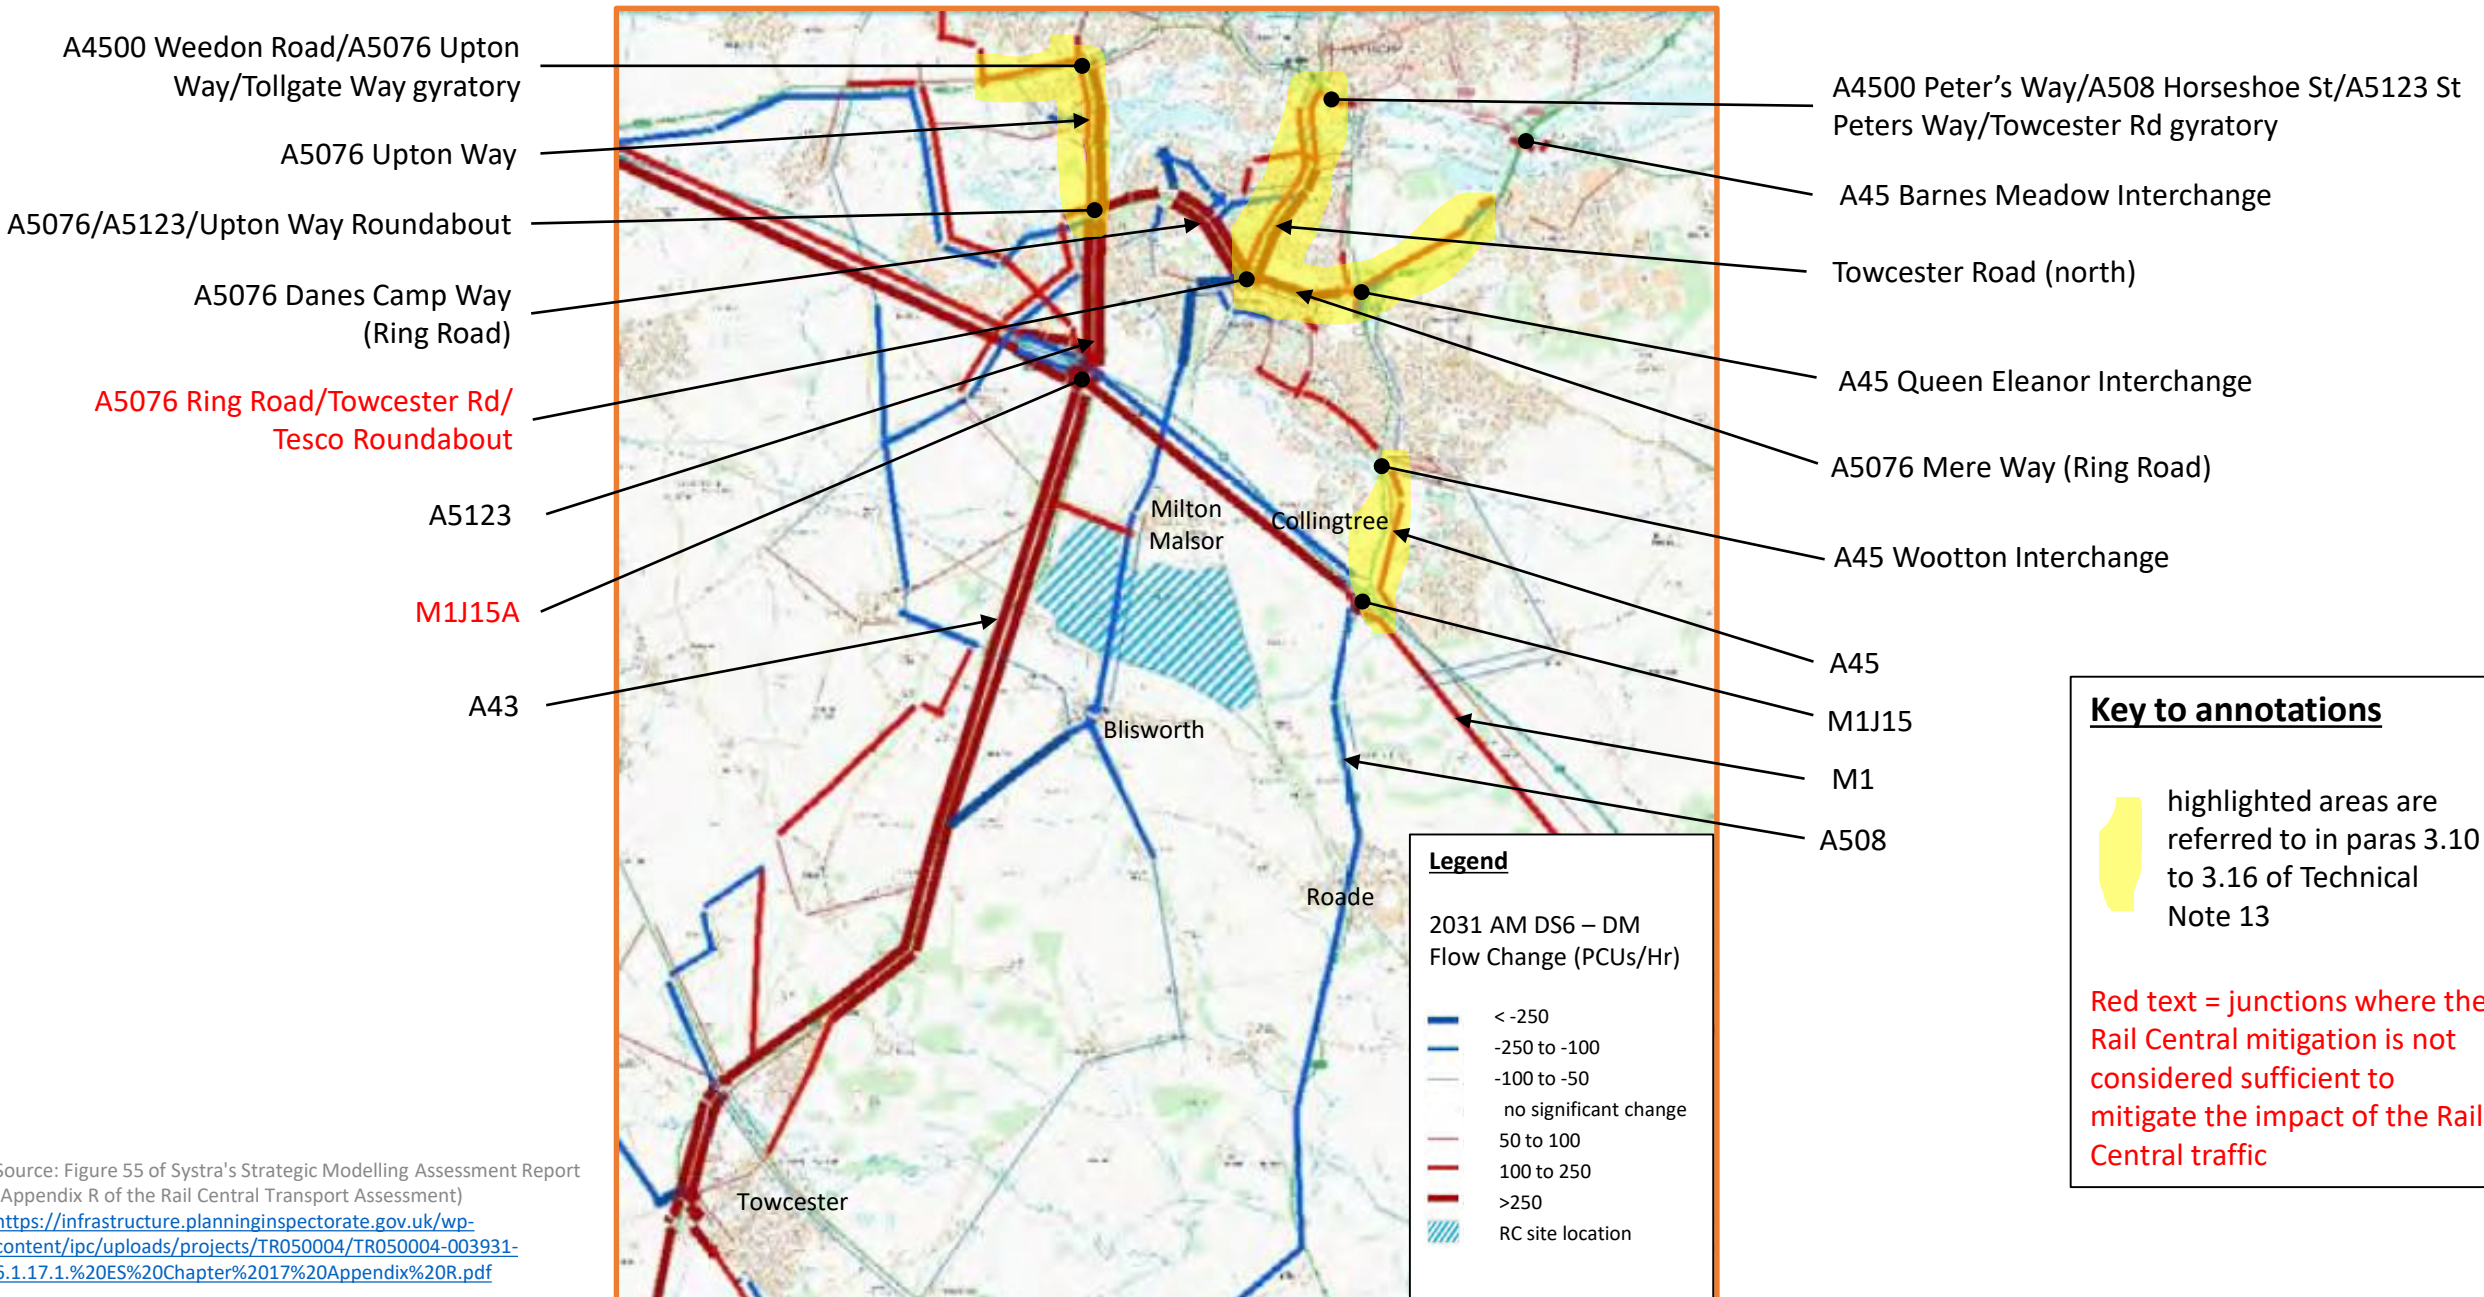 A4500 Weedon Road/A5076 Upton
Way/Tollgate Way gyratory
A5076 Upton Way
A5076/A5123/Upton Way Roundabout
A5076 Danes Camp Way
(Ring Road)
A5076 Ring Road/Towcester Rd/
Tesco Roundabout
A5123
M1J15A
A43
Milton
Malsor
Collingtree
Blisworth
Roade
Towcester
A4500 Peter's Way/A508 Horseshoe St/A5123 St
Peters Way/Towcester Rd gyratory
A45 Barnes Meadow Interchange
Towcester Road (north)
A45 Queen Eleanor Interchange
A5076 Mere Way (Ring Road)
A45 Wootton Interchange
A45
M1J15
M1
A508
Legend
2031 AM DS6 – DM
Flow Change (PCUs/Hr)
< -250
-250 to -100
-100 to -50
no significant change
50 to 100
100 to 250
>250
RC site location
Key to annotations
highlighted areas are
referred to in paras 3.10
to 3.16 of Technical
Note 13
Red text = junctions where the
Rail Central mitigation is not
considered sufficient to
mitigate the impact of the Rail
Central traffic
Source: Figure 55 of Systra's Strategic Modelling Assessment Report
Appendix R of the Rail Central Transport Assessment)
https://infrastructure.planninginspectorate.gov.uk/wp-
content/ipc/uploads/projects/TR050004/TR050004-003931-
6.1.17.1.%20ES%20Chapter%2017%20Appendix%20R.pdf